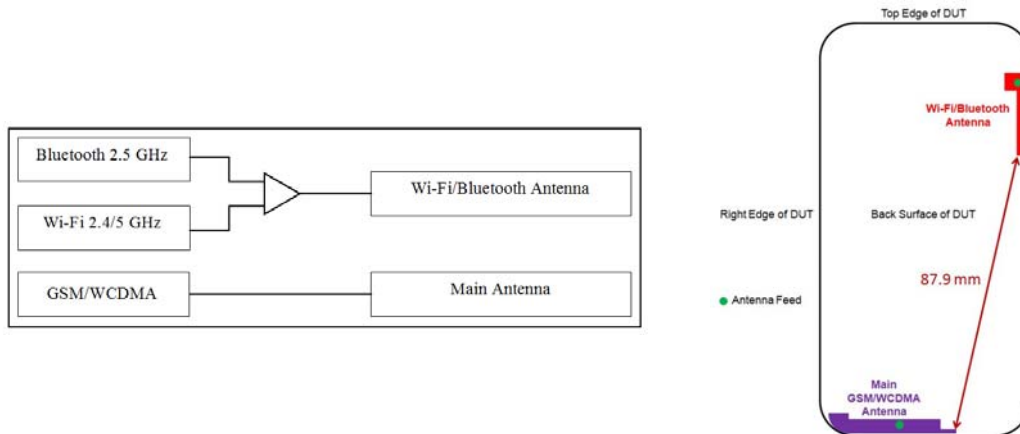 Bluetooth 2.5 GHz
Wi-Fi 2.4/5 GHz
GSM/WCDMA
Wi-Fi/Bluetooth Antenna
Main Antenna
Top Edge of DUT
Wi-Fi/Bluetooth
Antenna
Right Edge of DUT
Back Surface of DUT
87.9 mm
Antenna Feed
Main
GSM/WCDMA
Antenna